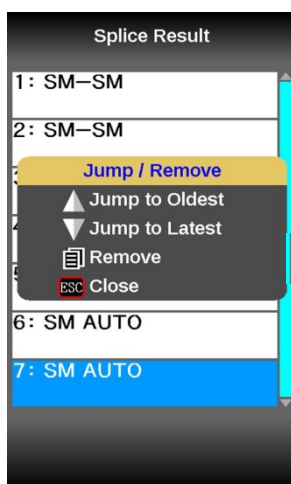 Splice Result
1: SM-SM
2: SM-SM
Jump / Remove
Jump to Oldest
Jump to Latest
Remove
ESC Close
6: SM AUTO
7: SM AUTO